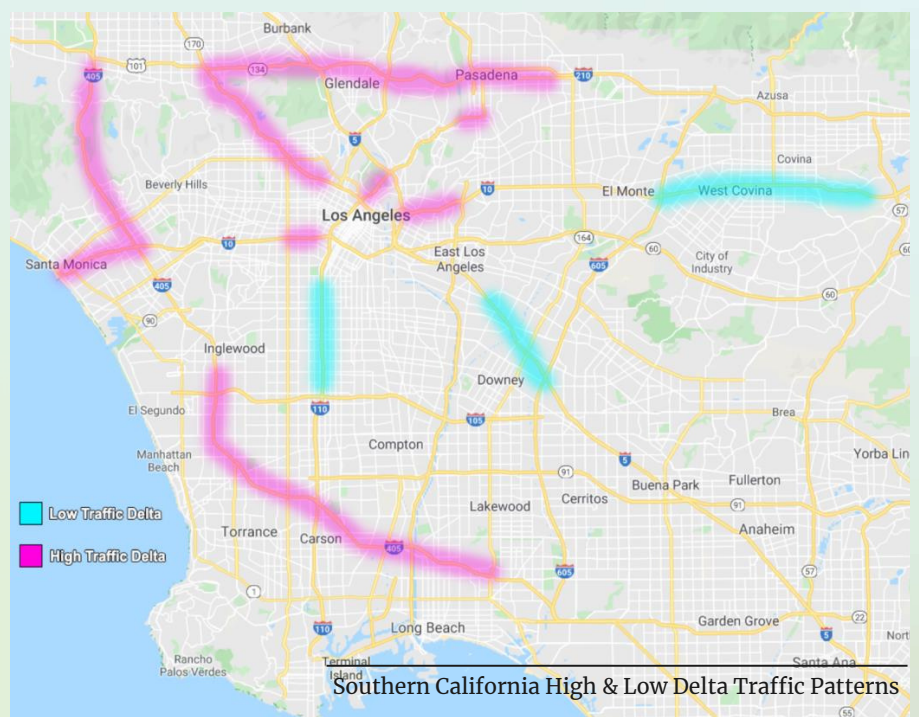 Burbank
170
101
134
405
Glendale
Pasadena
210
Azusa
5
Covina
Beverly Hills
10
El Monte
West Covina
57
Los Angeles
10
164
60
Santa Monica
East Los
Angeles
605
City of
Industry
405
60
90
Inglewood
Downey
El Segundo
110
105
Brea
Compton
Manhattan
Beach
5
Yorba Lin
91
Buena Park
Fullerton
Lakewood
Cerritos
91
Low Traffic Delta
Torrance
Carson
Anaheim
High Traffic Delta
405
605
57
1
110
Long Beach
Garden Grove
22
5
Nort
Rancho
Palos Verdes
Terminal
Island
Santa Ana
Southern California High & Low Delta Traffic Patterns
55